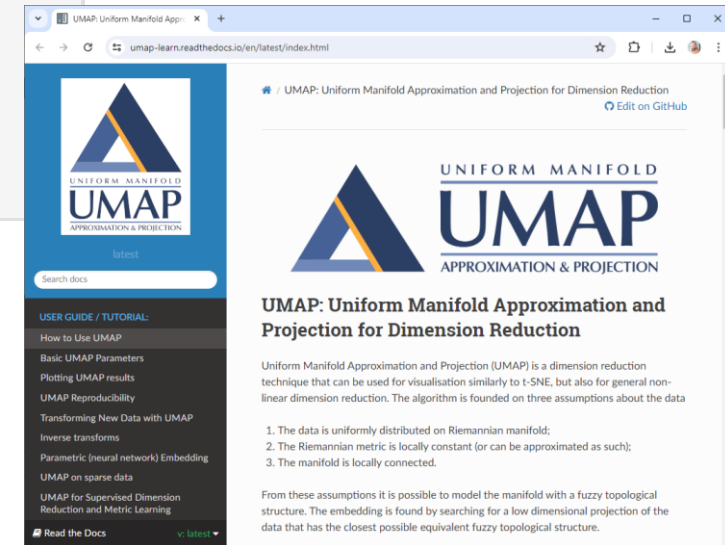 UMAP: Uniform Manifold Appro
umap-learn.readthedocs.io/en/latest/index.html
UNIFORM MANIFOLD
UMAP
APPROXIMATION & PROJECTION
latest
Search docs
USER GUIDE / TUTORIAL:
How to Use UMAP
Basic UMAP Parameters
Plotting UMAP results
UMAP Reproducibility
Transforming New Data with UMAP
Inverse transforms
Parametric (neural network) Embedding
UMAP on sparse data
UMAP for Supervised Dimension
Reduction and Metric Learning
Read the Docs
v: latest
/ UMAP: Uniform Manifold Approximation and Projection for Dimension Reduction
Edit on GitHub
UNIFORM MANIFOLD
UMAP
APPROXIMATION & PROJECTION
UMAP: Uniform Manifold Approximation and
Projection for Dimension Reduction
Uniform Manifold Approximation and Projection (UMAP) is a dimension reduction
technique that can be used for visualisation similarly to t-SNE, but also for general non-
linear dimension reduction. The algorithm is founded on three assumptions about the data
1. The data is uniformly distributed on Riemannian manifold;
2. The Riemannian metric is locally constant (or can be approximated as such);
3. The manifold is locally connected.
From these assumptions it is possible to model the manifold with a fuzzy topological
structure. The embedding is found by searching for a low dimensional projection of the
data that has the closest possible equivalent fuzzy topological structure.